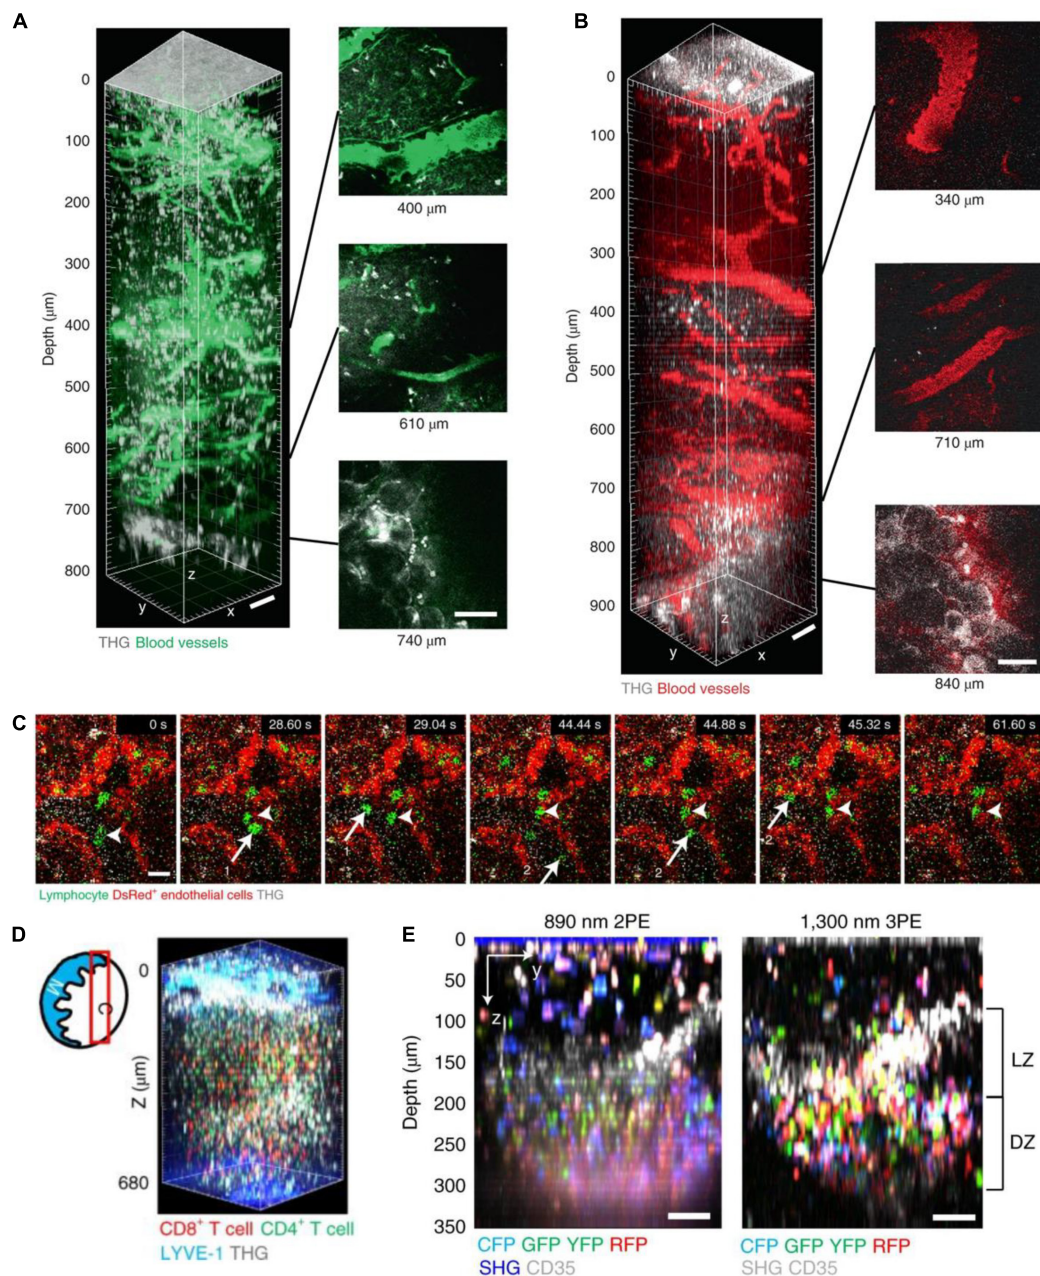 A
0
100
200
300
400
500
600
700
800
Depth (μm)
z
y
x
THG Blood vessels
400 μm
610 μm
740 μm
B
0
100
200
300
400
500
600
700
800
900
Depth (μm)
z
y
x
THG Blood vessels
340 μm
710 μm
840 μm
C
0 s
28.60 s
29.04 s
44.44 s
44.88 s
45.32 s
61.60 s
1
2
2
2
Lymphocyte DsRed⁺ endothelial cells THG
D
M
C
0
Z (μm)
680
CD8⁺ T cell CD4⁺ T cell
LYVE-1 THG
E
890 nm 2PE
1,300 nm 3PE
0
50
100
150
200
250
300
350
Depth (μm)
y
z
LZ
DZ
CFP GFP YFP RFP
SHG CD35
CFP GFP YFP RFP
SHG CD35